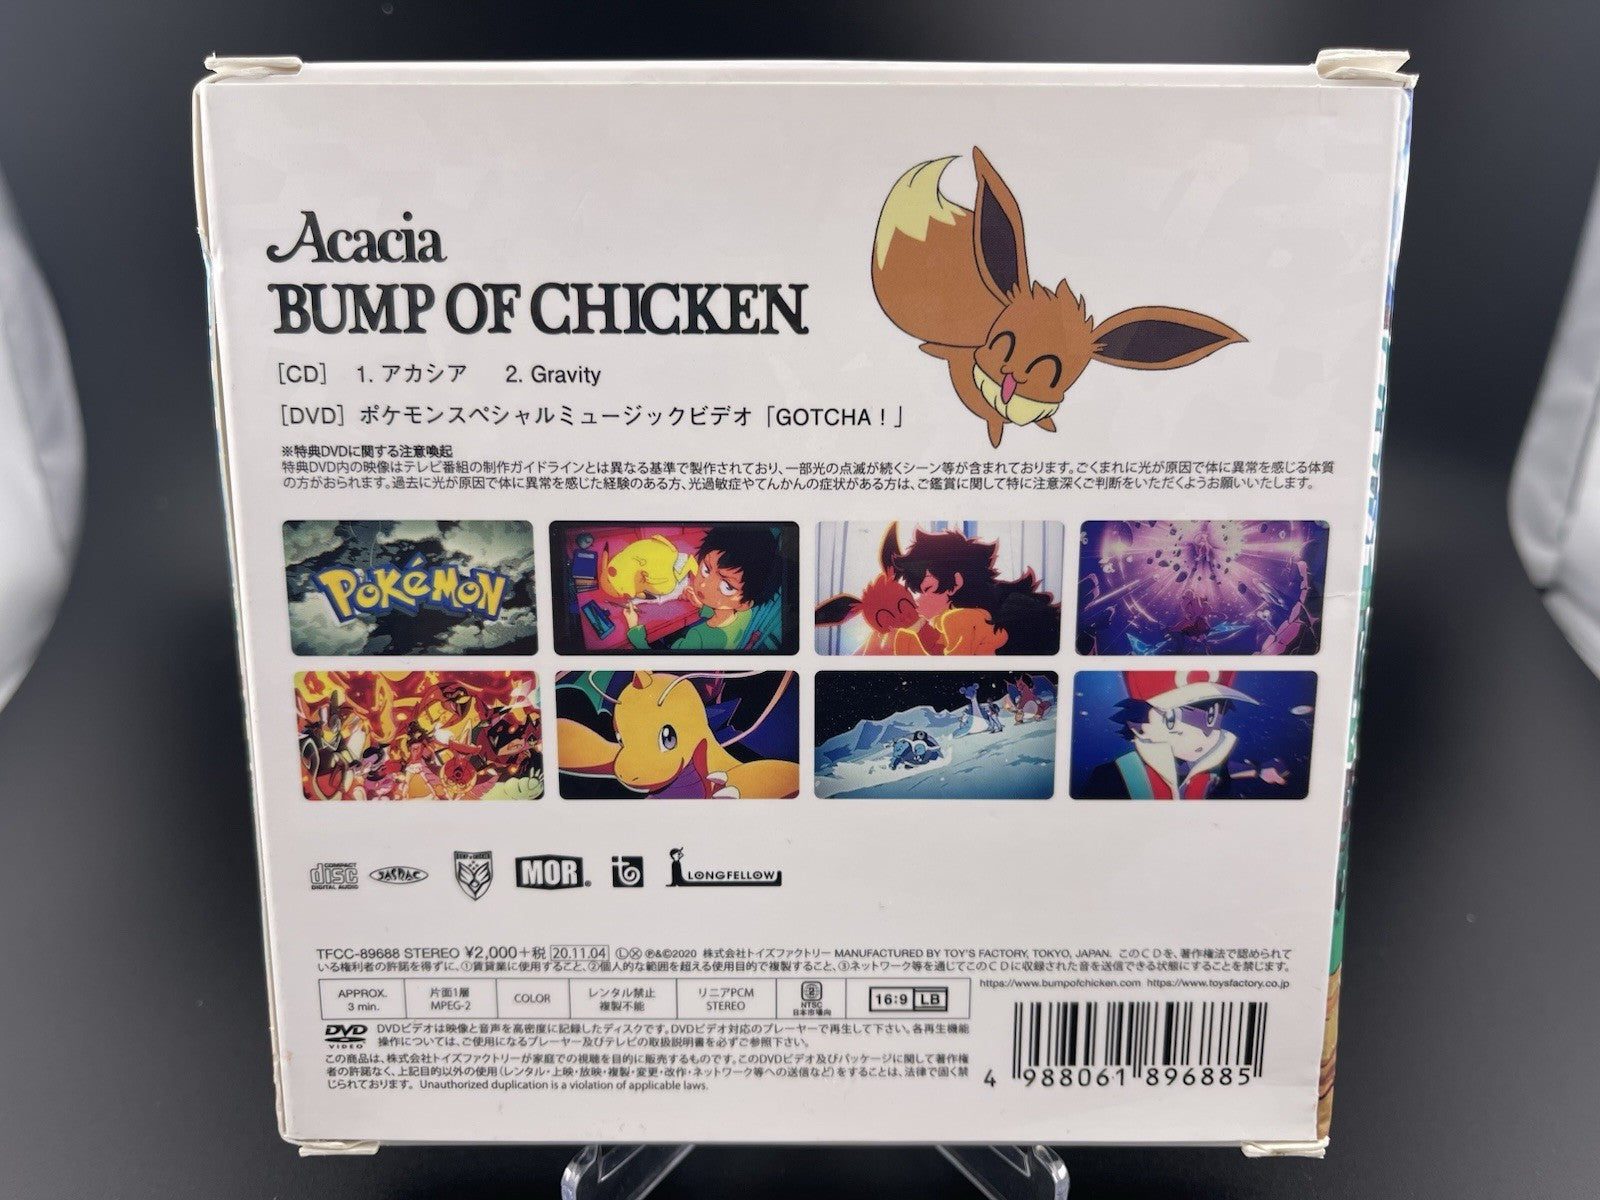 Acacia
BUMP OF CHICKEN
[CD] 1. アカシア 2. Gravity
[DVD] ポケモンスペシャルミュージックビデオ「GOTCHA！」
※特典DVDに関する注意喚起
特典DVD内の映像はテレビ番組の制作ガイドラインとは異なる基準で製作されており、一部光の点滅が続くシーン等が含まれております。ごくまれに光が原因で体に異常を感じる体質
の方がおられます。過去に光が原因で体に異常を感じた経験のある方、光過敏症やてんかんの症状がある方は、ご鑑賞に関して特に注意深くご判断をいただくようお願いいたします。
POKéMON
COMPACT
disc
DIGITAL AUDIO
JASRAC
BUMP OF CHICKEN
MOR
LONGFELLOW
TFCC-89688 STEREO ¥2,000+税 20.11.04 Ⓛ Ⓧ ℗&©2020 株式会社トイズファクトリー MANUFACTURED BY TOY'S FACTORY, TOKYO, JAPAN. このCDを、著作権法で認められて
いる権利者の許諾を得ずに、①賃貸業に使用すること、②個人的な範囲を超える使用目的で複製すること、③ネットワーク等を通じてこのCDに収録された音を送信できる状態にすることを禁じます。
https://www.bumpofchicken.com https://www.toysfactory.co.jp
APPROX. 3 min.
片面1層 MPEG-2
COLOR
レンタル禁止 複製不能
リニアPCM STEREO
2 NTSC 日本市場向
16:9 LB
DVD VIDEO
DVDビデオは映像と音声を高密度に記録したディスクです。DVDビデオ対応のプレーヤーで再生して下さい。各再生機能
操作については、ご使用になるプレーヤー及びテレビの取扱説明書を必ずご参照下さい。
この商品は、株式会社トイズファクトリーが家庭での視聴を目的に販売するものです。このDVDビデオ及びパッケージに関して著作権
者の許諾なく、上記目的以外の使用(レンタル・上映・放映・複製・変更・改作・ネットワーク等への送信など)をすることは、法律で固く禁
じられております。 Unauthorized duplication is a violation of applicable laws.
4 988061 896885